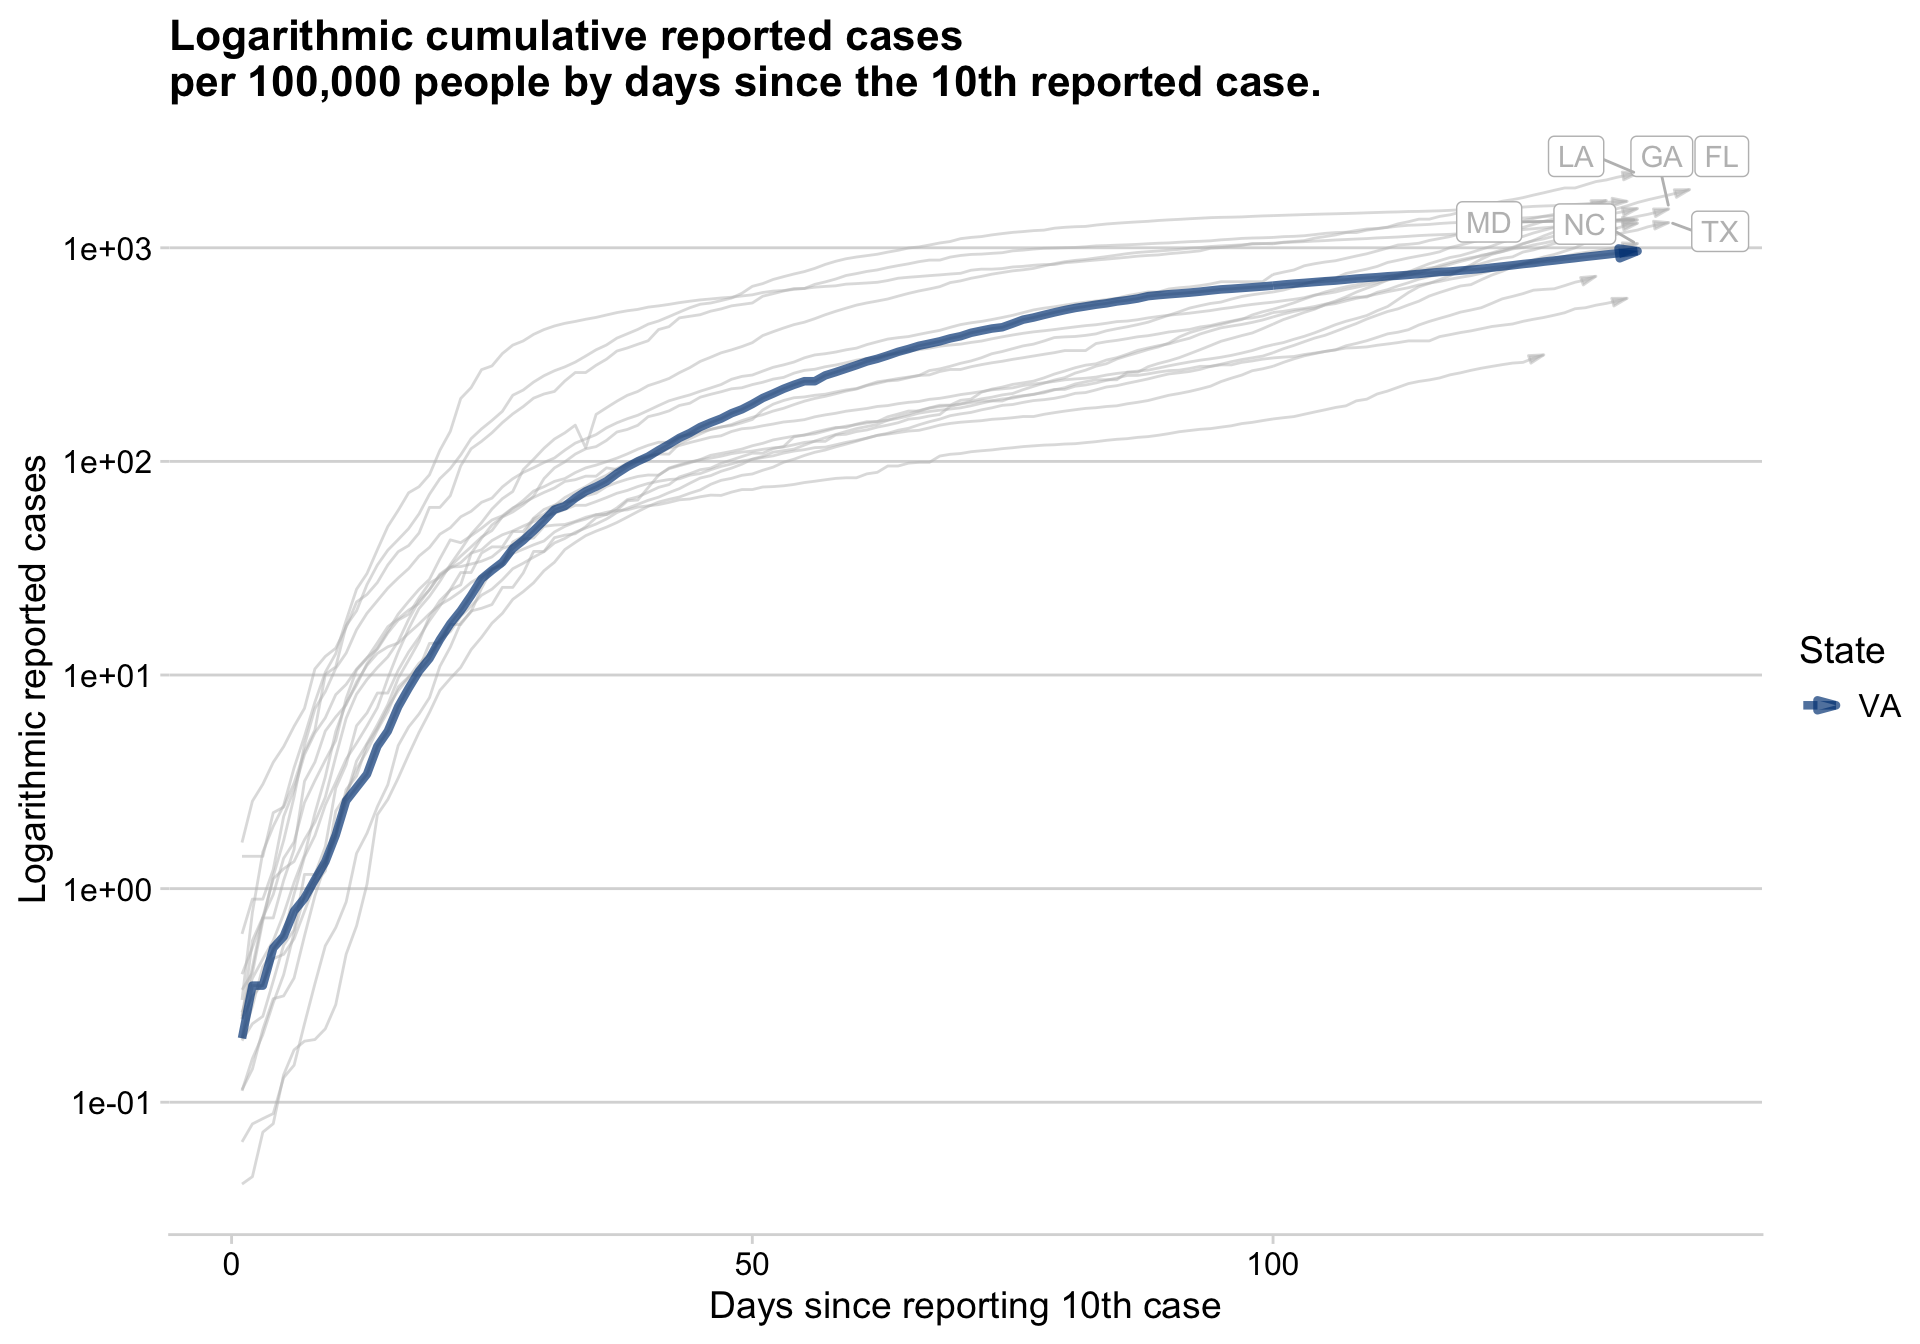 Logarithmic cumulative reported cases
per 100,000 people by days since the 10th reported case.
LA
GA
FL
MD
NC
TX
1e+03
1e+02
1e+01
1e+00
1e-01
Logarithmic reported cases
0
50
100
Days since reporting 10th case
State
VA